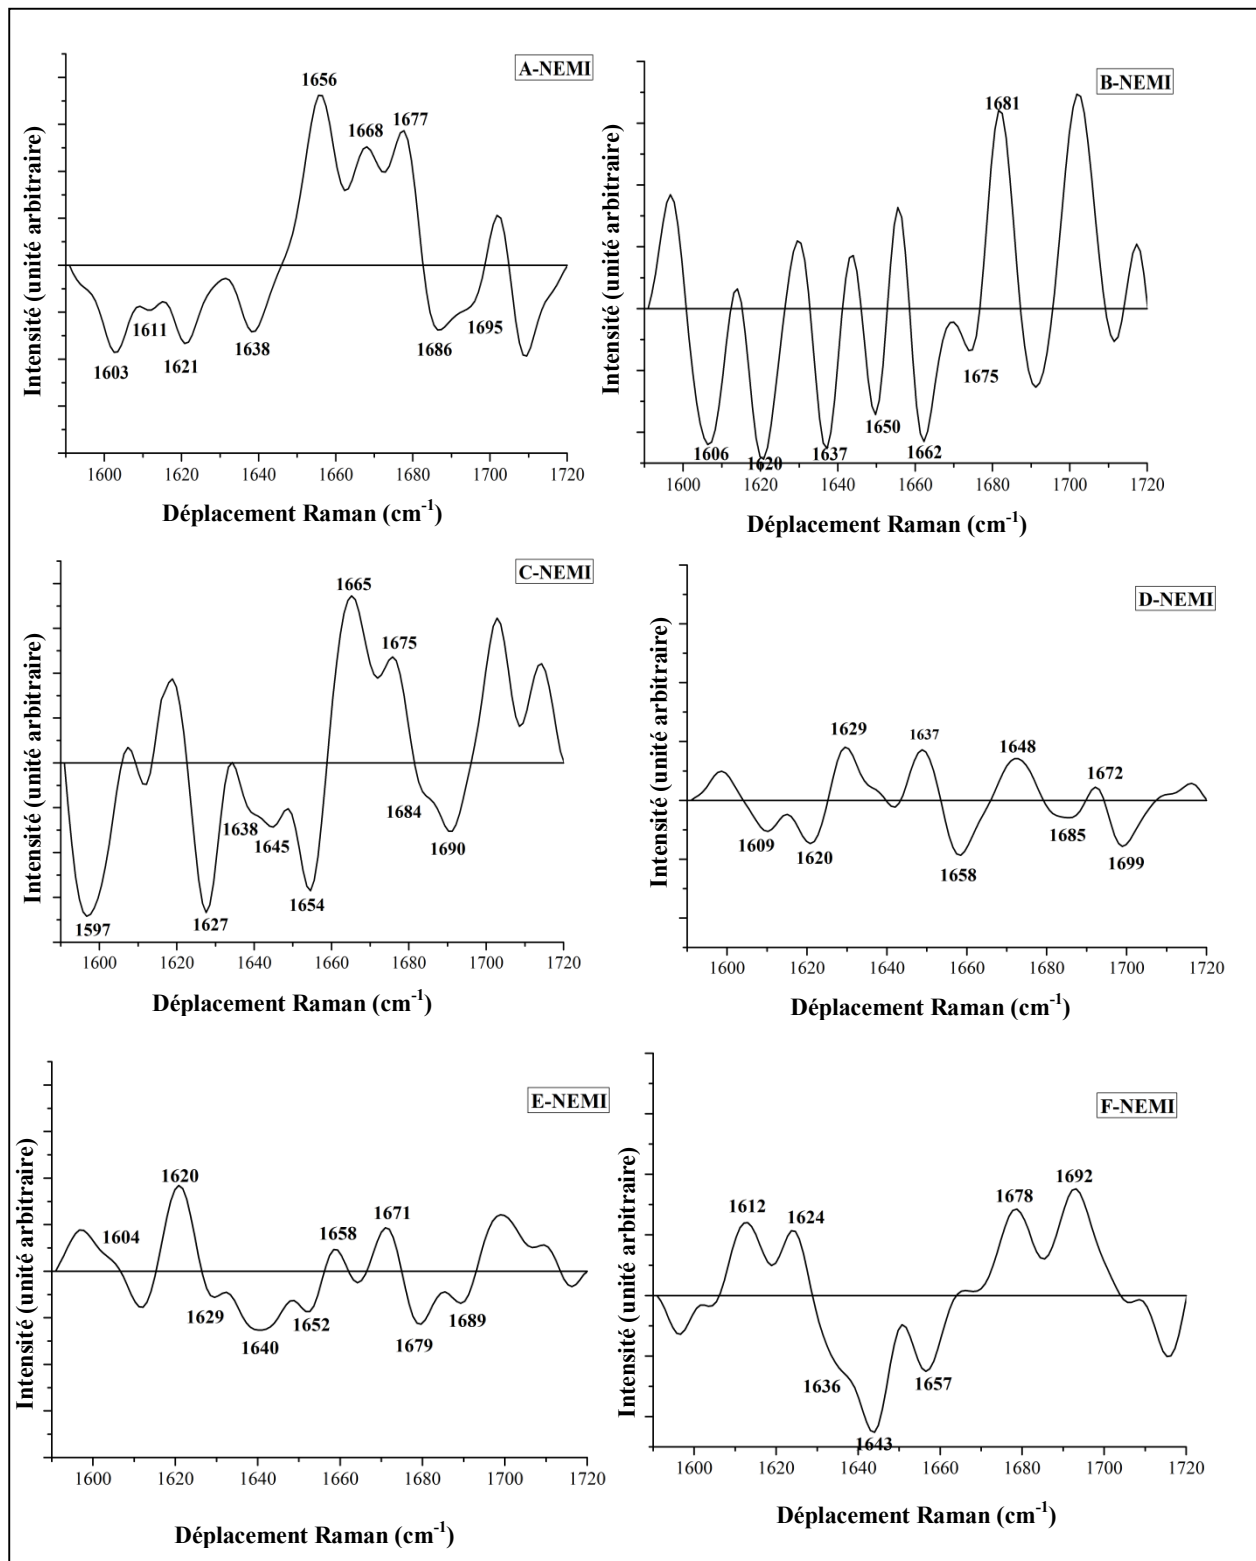 A-NEMI
1656
1668
1677
1603
1611
1621
1638
1686
1695
Intensité (unité arbitraire)
1600 1620 1640 1660 1680 1700 1720
Déplacement Raman (cm-1)
B-NEMI
1681
1606
1620
1637
1650
1662
1675
Intensité (unité arbitraire)
1600 1620 1640 1660 1680 1700 1720
Déplacement Raman (cm-1)
C-NEMI
1665
1675
1597
1627
1638
1645
1654
1684
1690
Intensité (unité arbitraire)
1600 1620 1640 1660 1680 1700 1720
Déplacement Raman (cm-1)
D-NEMI
1629
1637
1648
1672
1609
1620
1658
1685
1699
Intensité (unité arbitraire)
1600 1620 1640 1660 1680 1700 1720
Déplacement Raman (cm-1)
E-NEMI
1604
1620
1658
1671
1629
1640
1652
1679
1689
Intensité (unité arbitraire)
1600 1620 1640 1660 1680 1700 1720
Déplacement Raman (cm-1)
F-NEMI
1612
1624
1678
1692
1636
1643
1657
Intensité (unité arbitraire)
1600 1620 1640 1660 1680 1700 1720
Déplacement Raman (cm-1)